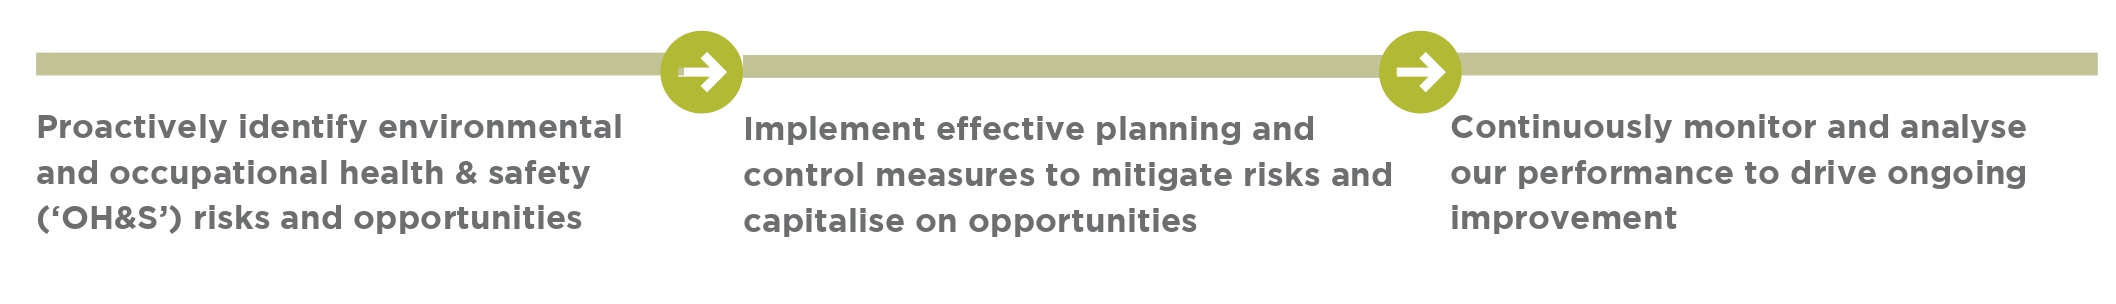 Proactively identify environmental
and occupational health & safety
(‘OH&S’) risks and opportunities
Implement effective planning and
control measures to mitigate risks and
capitalise on opportunities
Continuously monitor and analyse
our performance to drive ongoing
improvement